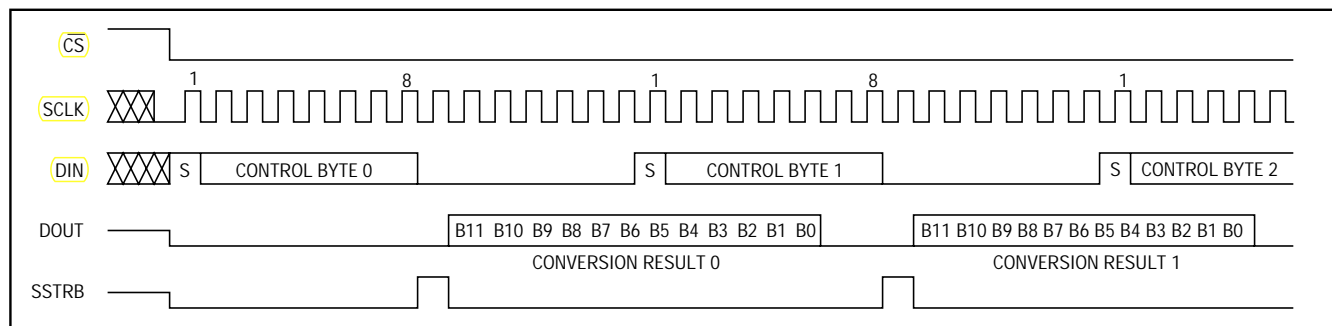 C̅S̅
1 8 1 8 1
SCLK
DIN S CONTROL BYTE 0 S CONTROL BYTE 1 S CONTROL BYTE 2
DOUT B11 B10 B9 B8 B7 B6 B5 B4 B3 B2 B1 B0 B11 B10 B9 B8 B7 B6 B5 B4 B3 B2 B1 B0
CONVERSION RESULT 0 CONVERSION RESULT 1
SSTRB